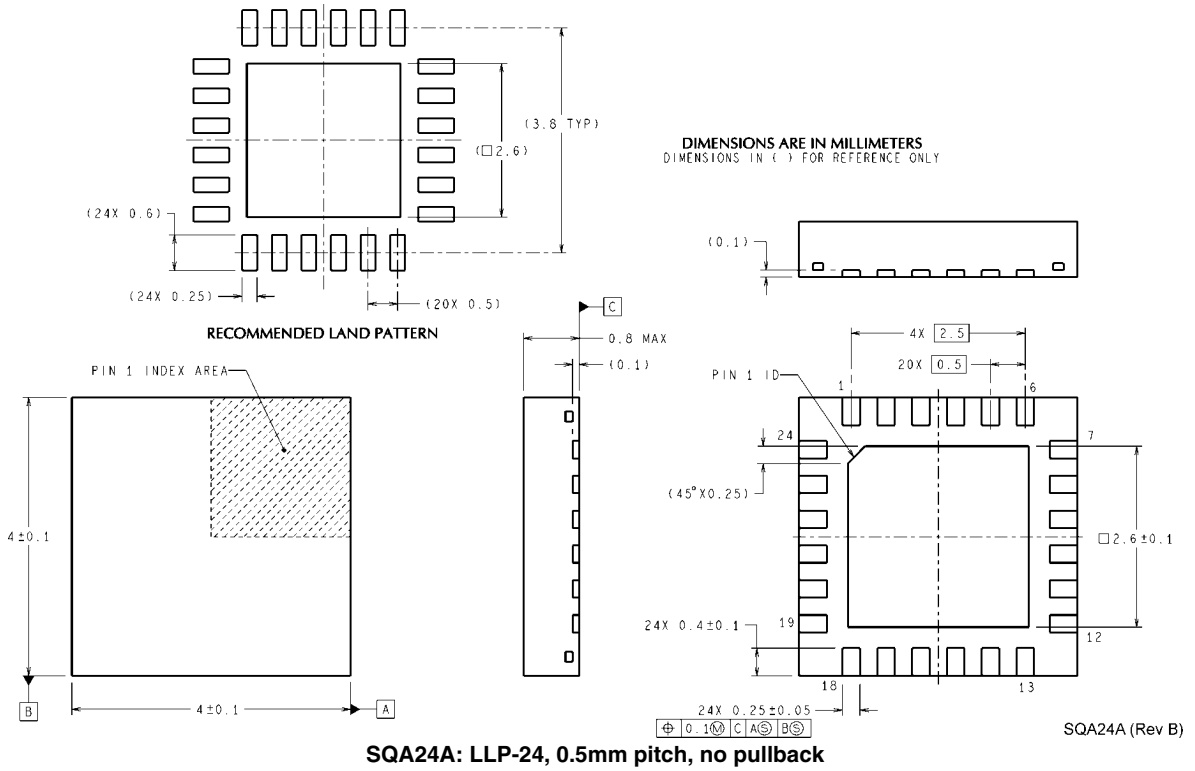 (3.8 TYP)
(□2.6)
DIMENSIONS ARE IN MILLIMETERS
DIMENSIONS IN ( ) FOR REFERENCE ONLY
(24X 0.6)
(0.1)
(24X 0.25)
(20X 0.5)
RECOMMENDED LAND PATTERN
C
0.8 MAX
(0.1)
4X 2.5
20X 0.5
PIN 1 INDEX AREA
PIN 1 ID
1
6
24
7
(45°X0.25)
4±0.1
□2.6±0.1
24X 0.4±0.1
19
12
18
13
B
4±0.1
A
24X 0.25±0.05
⌖ 0.1Ⓜ C AⓈ BⓈ
SQA24A (Rev B)
SQA24A: LLP-24, 0.5mm pitch, no pullback